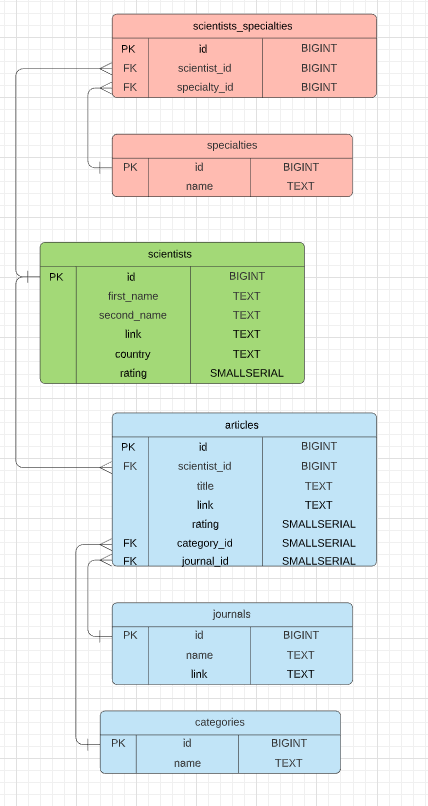 scientists_specialties
PK id BIGINT
FK scientist_id BIGINT
FK specialty_id BIGINT
specialties
PK id BIGINT
name TEXT
scientists
PK id BIGINT
first_name TEXT
second_name TEXT
link TEXT
country TEXT
rating SMALLSERIAL
articles
PK id BIGINT
FK scientist_id BIGINT
title TEXT
link TEXT
rating SMALLSERIAL
FK category_id SMALLSERIAL
FK journal_id SMALLSERIAL
journals
PK id BIGINT
name TEXT
link TEXT
categories
PK id BIGINT
name TEXT